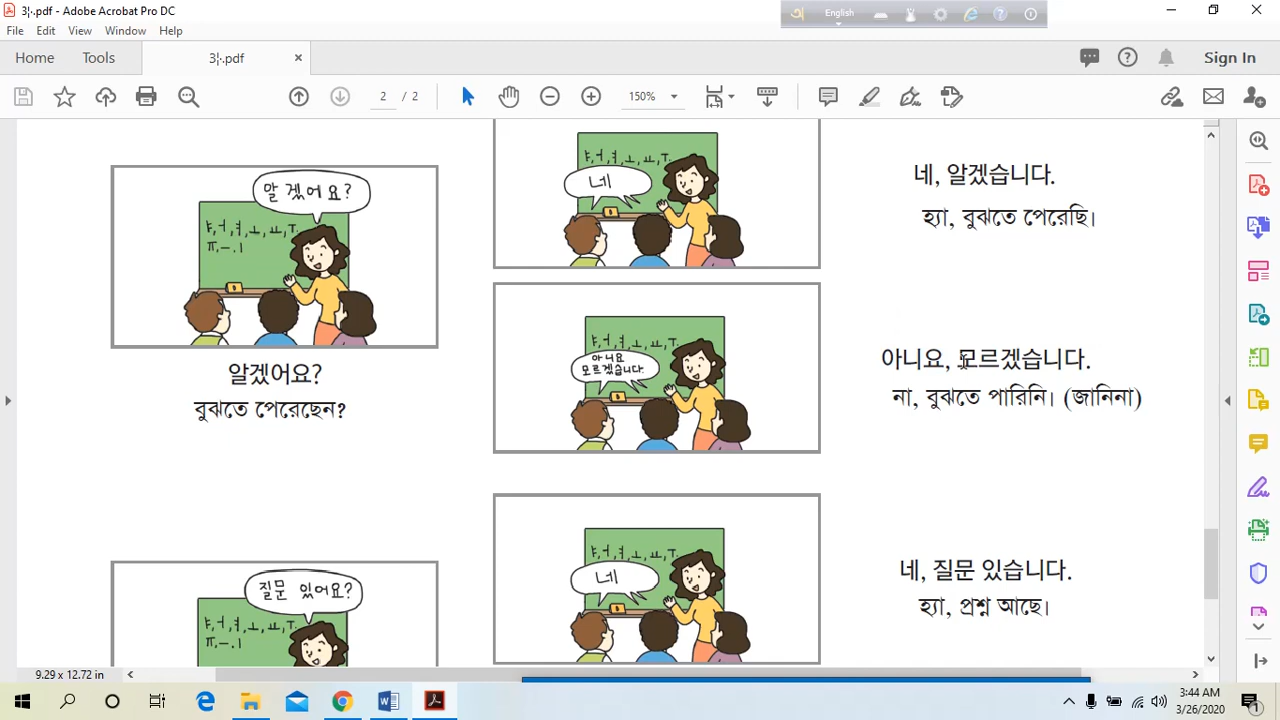 3¦·.pdf - Adobe Acrobat Pro DC
English
File Edit View Window Help
Home Tools 3¦·.pdf × Sign In
2 / 2 150%
네
네, 알겠습니다.
হ্যা, বুঝতে পেরেছি।
알겠어요?
알겠어요?
বুঝতে পেরেছেন?
아니요
모르겠습니다.
아니요, 모르겠습니다.
না, বুঝতে পারিনি। (জানিনা)
네
네, 질문 있습니다.
হ্যা, প্রশ্ন আছে।
질문 있어요?
9.29 x 12.72 in
3:44 AM
3/26/2020